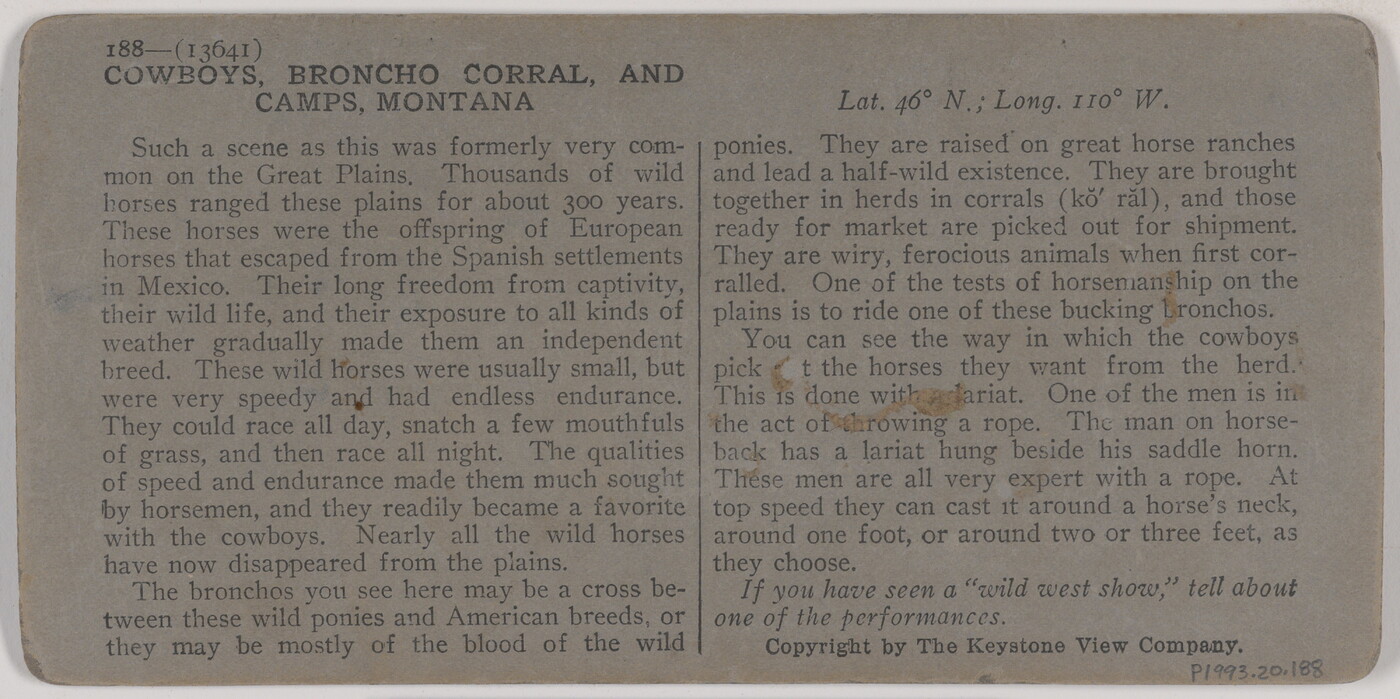 188—(13641)
COWBOYS, BRONCHO CORRAL, AND
CAMPS, MONTANA
Such a scene as this was formerly very com-
mon on the Great Plains. Thousands of wild
horses ranged these plains for about 300 years.
These horses were the offspring of European
horses that escaped from the Spanish settlements
in Mexico. Their long freedom from captivity,
their wild life, and their exposure to all kinds of
weather gradually made them an independent
breed. These wild horses were usually small, but
were very speedy and had endless endurance.
They could race all day, snatch a few mouthfuls
of grass, and then race all night. The qualities
of speed and endurance made them much sought
by horsemen, and they readily became a favorite
with the cowboys. Nearly all the wild horses
have now disappeared from the plains.
The bronchos you see here may be a cross be-
tween these wild ponies and American breeds, or
they may be mostly of the blood of the wild
Lat. 46° N.; Long. 110° W.
ponies. They are raised on great horse ranches
and lead a half-wild existence. They are brought
together in herds in corrals (kŏ′ răl), and those
ready for market are picked out for shipment.
They are wiry, ferocious animals when first cor-
ralled. One of the tests of horsemanship on the
plains is to ride one of these bucking bronchos.
You can see the way in which the cowboys
pick t the horses they want from the herd.
This is done with a lariat. One of the men is in
the act of throwing a rope. The man on horse-
back has a lariat hung beside his saddle horn.
These men are all very expert with a rope. At
top speed they can cast it around a horse's neck,
around one foot, or around two or three feet, as
they choose.
If you have seen a "wild west show," tell about
one of the performances.
Copyright by The Keystone View Company.
P1993.20.188